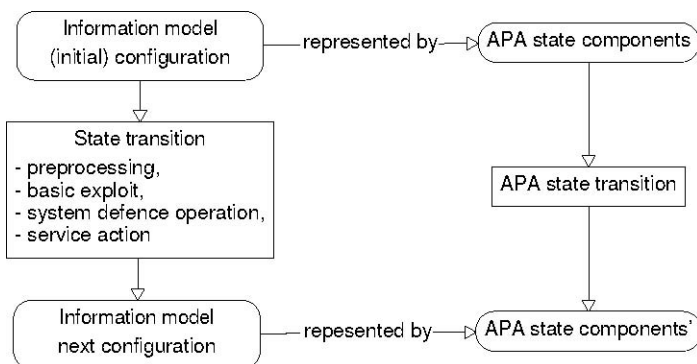 Information model
(initial) configuration
represented by
APA state components
State transition
- preprocessing,
- basic exploit,
- system defence operation,
- service action
APA state transition
Information model
next configuration
repesented by
APA state components'